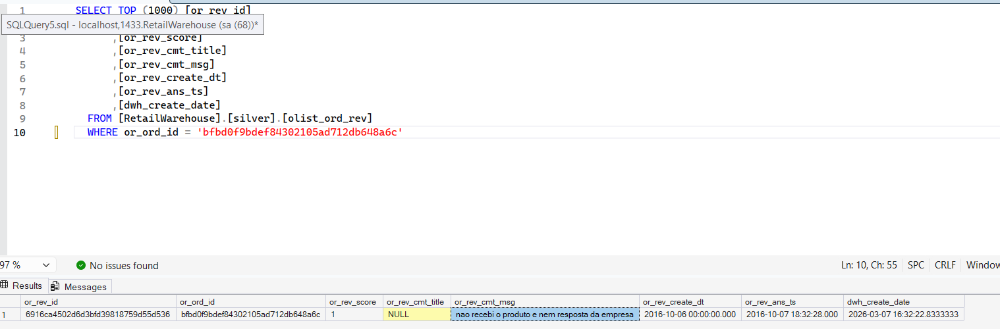 1 SELECT TOP (1000) [or_rev_id]
SQLQuery5.sql - localhost,1433.RetailWarehouse (sa (68))*
3 ,[or_rev_score]
4 ,[or_rev_cmt_title]
5 ,[or_rev_cmt_msg]
6 ,[or_rev_create_dt]
7 ,[or_rev_ans_ts]
8 ,[dwh_create_date]
9 FROM [RetailWarehouse].[silver].[olist_ord_rev]
10 WHERE or_ord_id = 'bfbd0f9bdef84302105ad712db648a6c'
97 % No issues found Ln: 10, Ch: 55 SPC CRLF Window
Results Messages
or_rev_id or_ord_id or_rev_score or_rev_cmt_title or_rev_cmt_msg or_rev_create_dt or_rev_ans_ts dwh_create_date
1 6916ca4502d6d3bfd39818759d55d536 bfbd0f9bdef84302105ad712db648a6c 1 NULL nao recebi o produto e nem resposta da empresa 2016-10-06 00:00:00.000 2016-10-07 18:32:28.000 2026-03-07 16:32:22.8333333